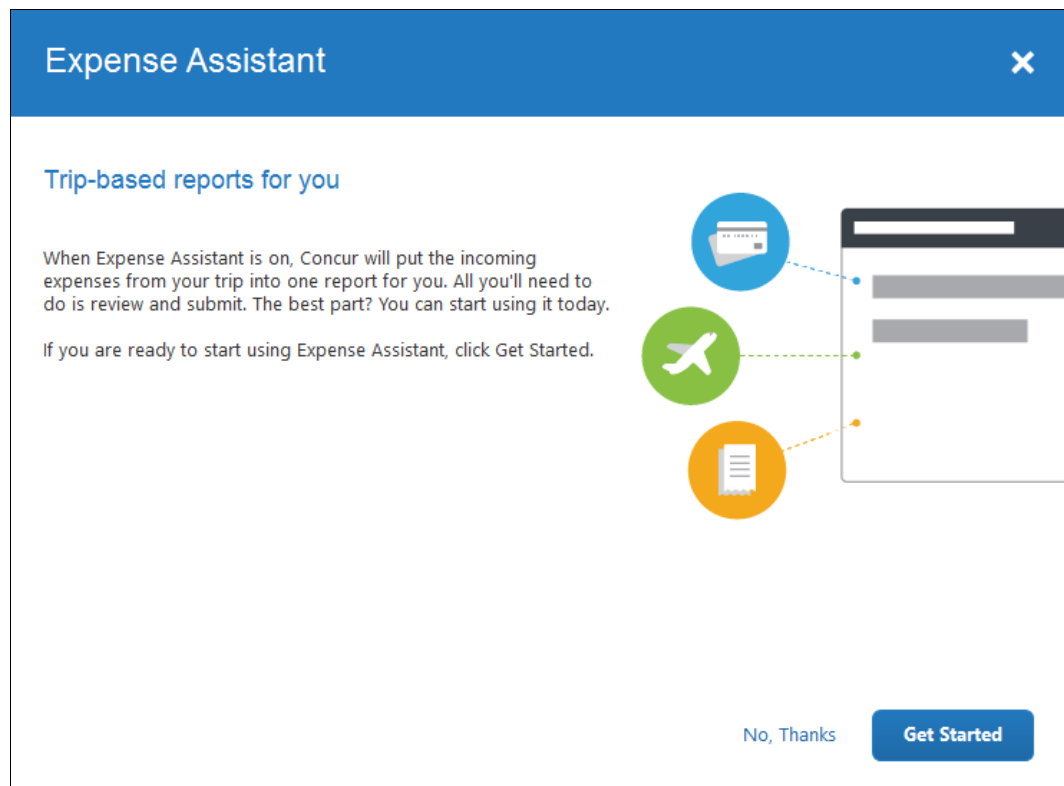 Expense Assistant
Trip-based reports for you
When Expense Assistant is on, Concur will put the incoming
expenses from your trip into one report for you. All you'll need to
do is review and submit. The best part? You can start using it today.
If you are ready to start using Expense Assistant, click Get Started.
No, Thanks
Get Started